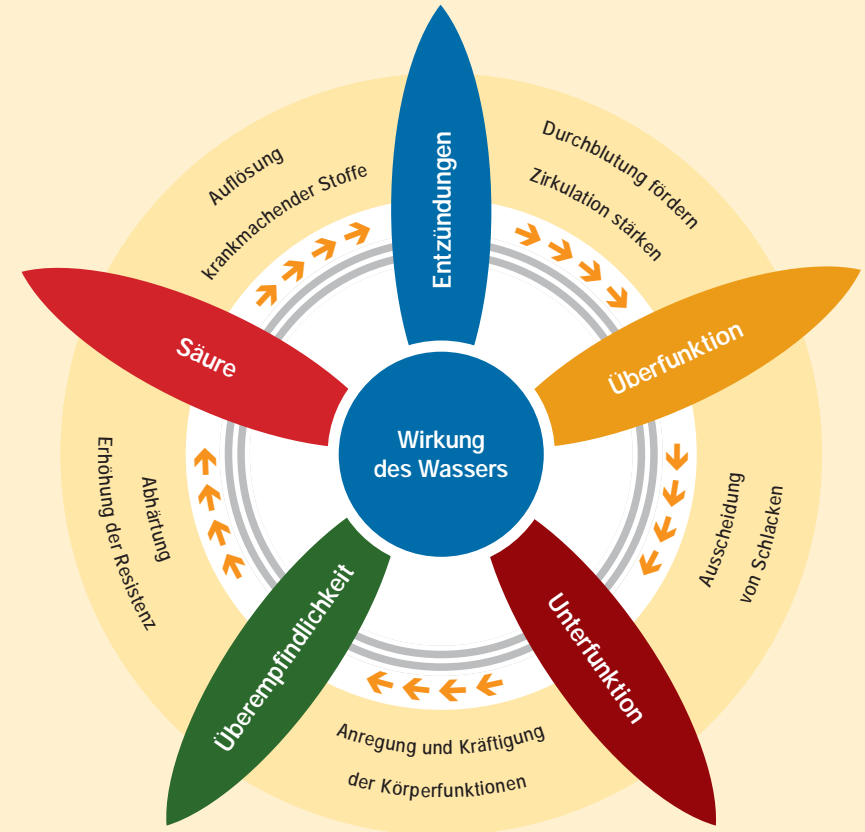 Wirkung
des Wassers
Entzündungen
Durchblutung fördern
Zirkulation stärken
Überfunktion
Ausscheidung
von Schlacken
Unterfunktion
Anregung und Kräftigung
der Körperfunktionen
Überempfindlichkeit
Abhärtung
Erhöhung der Resistenz
Säure
Auflösung
krankmachender Stoffe